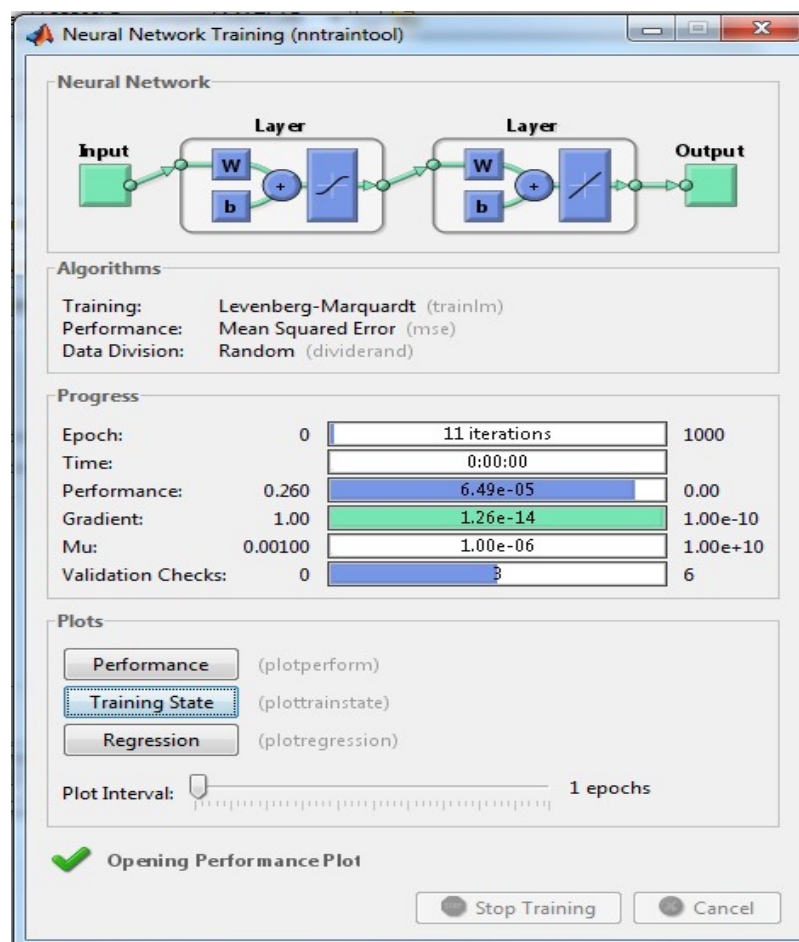 Neural Network Training (nntraintool)
Neural Network
Layer Layer
Input Output
W W
+ +
b b
Algorithms
Training: Levenberg-Marquardt (trainlm)
Performance: Mean Squared Error (mse)
Data Division: Random (dividerand)
Progress
Epoch: 0 11 iterations 1000
Time: 0:00:00
Performance: 0.260 6.49e-05 0.00
Gradient: 1.00 1.26e-14 1.00e-10
Mu: 0.00100 1.00e-06 1.00e+10
Validation Checks: 0 3 6
Plots
Performance (plotperform)
Training State (plottrainstate)
Regression (plotregression)
Plot Interval: 1 epochs
Opening Performance Plot
Stop Training Cancel